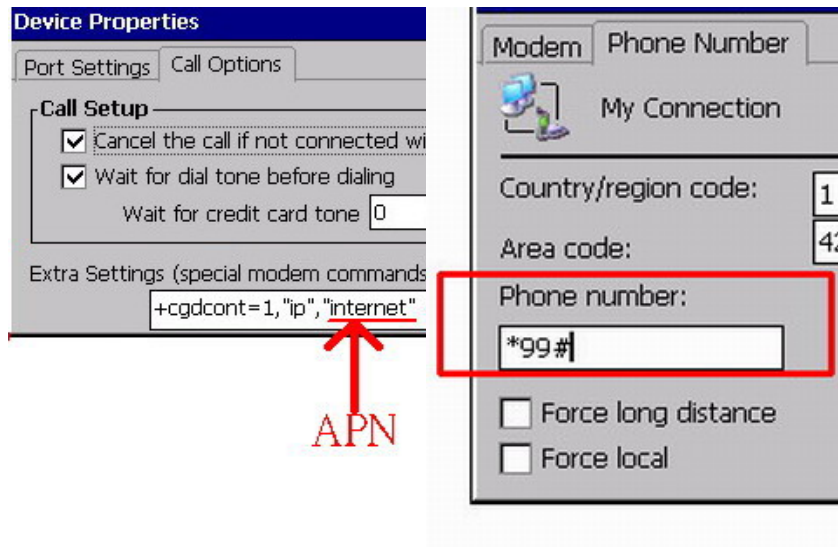 Device Properties
Port Settings
Call Options
Call Setup
Cancel the call if not connected
Wait for dial tone before dialing
Wait for credit card tone 0
Extra Settings (special modem commands
+cgdcont=1,"ip","internet"
APN
Modem
Phone Number
My Connection
Country/region code: 1
Area code: 42
Phone number:
*99#
Force long distance
Force local